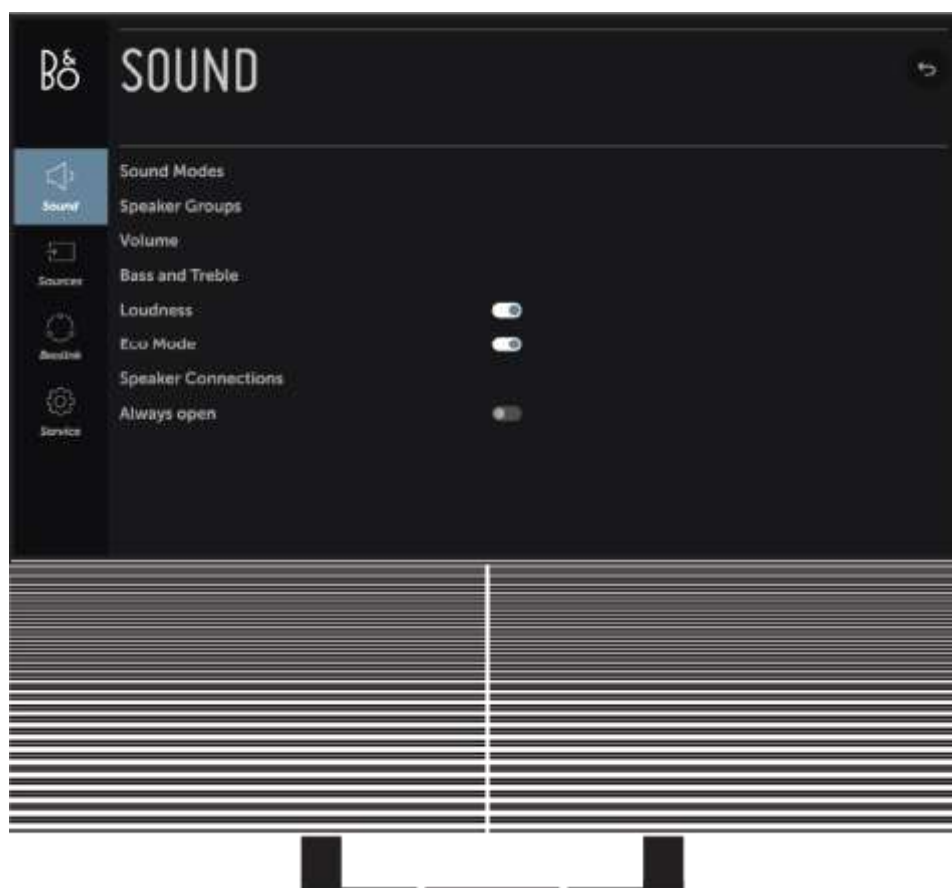 B&O
SOUND
Sound
Sources
Beolink
Service
Sound Modes
Speaker Groups
Volume
Bass and Treble
Loudness
Eco Mode
Speaker Connections
Always open